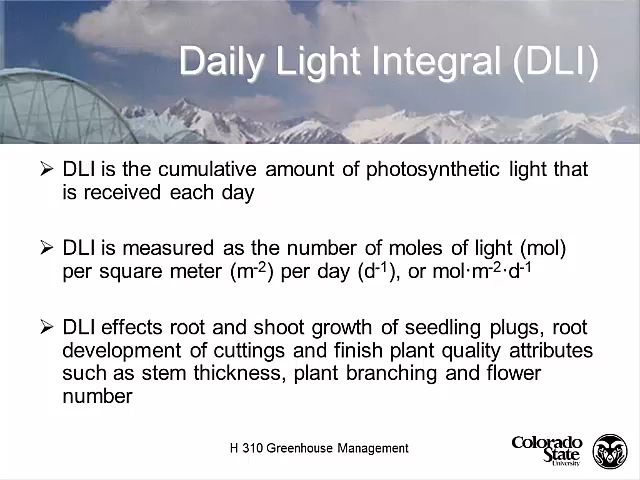 Daily Light Integral (DLI)
➢ DLI is the cumulative amount of photosynthetic light that
is received each day
➢ DLI is measured as the number of moles of light (mol)
per square meter (m⁻²) per day (d⁻¹), or mol·m⁻²·d⁻¹
➢ DLI effects root and shoot growth of seedling plugs, root
development of cuttings and finish plant quality attributes
such as stem thickness, plant branching and flower
number
H 310 Greenhouse Management
Colorado
State
University